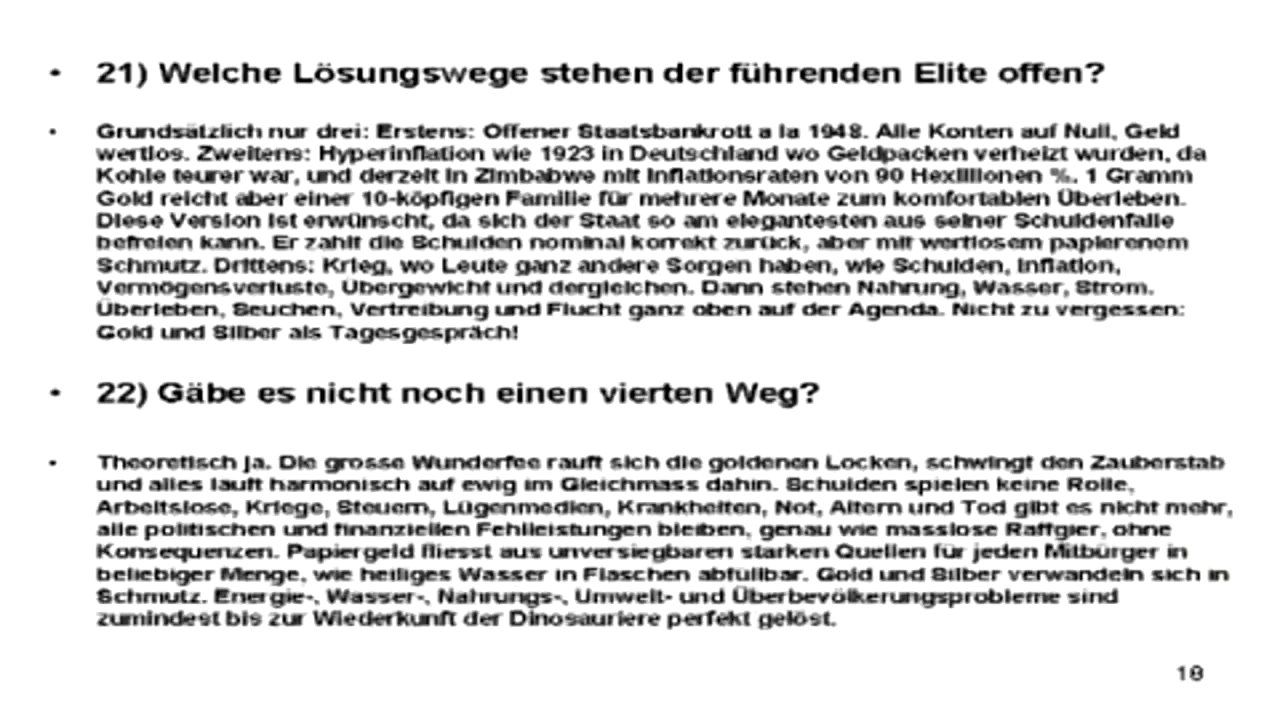 • 21) Welche Lösungswege stehen der führenden Elite offen?
• Grundsätzlich nur drei: Erstens: Offener Staatsbankrott a la 1948. Alle Konten auf Null, Geld
wertlos. Zweitens: Hyperinflation wie 1923 in Deutschland wo Geldpacken verheizt wurden, da
Kohle teurer war, und derzeit in Zimbabwe mit Inflationsraten von 90 Hexillionen %. 1 Gramm
Gold reicht aber einer 10-köpfigen Familie für mehrere Monate zum komfortablen Überleben.
Diese Version ist erwünscht, da sich der Staat so am elegantesten aus seiner Schuldenfalle
befreien kann. Er zahlt die Schulden nominal korrekt zurück, aber mit wertlosem papierenem
Schmutz. Drittens: Krieg, wo Leute ganz andere Sorgen haben, wie Schulden, Inflation,
Vermögensverluste, Übergewicht und dergleichen. Dann stehen Nahrung, Wasser, Strom.
Überleben, Seuchen, Vertreibung und Flucht ganz oben auf der Agenda. Nicht zu vergessen:
Gold und Silber als Tagesgespräch!
• 22) Gäbe es nicht noch einen vierten Weg?
• Theoretisch ja. Die grosse Wunderfee rauft sich die goldenen Locken, schwingt den Zauberstab
und alles läuft harmonisch auf ewig im Gleichmass dahin. Schulden spielen keine Rolle,
Arbeitslose, Kriege, Steuern, Lügenmedien, Krankheiten, Not, Altern und Tod gibt es nicht mehr,
alle politischen und finanziellen Fehlleistungen bleiben, genau wie masslose Raffgier, ohne
Konsequenzen. Papiergeld fliesst aus unversiegbaren starken Quellen für jeden Mitbürger in
beliebiger Menge, wie heiliges Wasser in Flaschen abfüllbar. Gold und Silber verwandeln sich in
Schmutz. Energie-, Wasser-, Nahrungs-, Umwelt- und Überbevölkerungsprobleme sind
zumindest bis zur Wiederkunft der Dinosauriere perfekt gelöst.